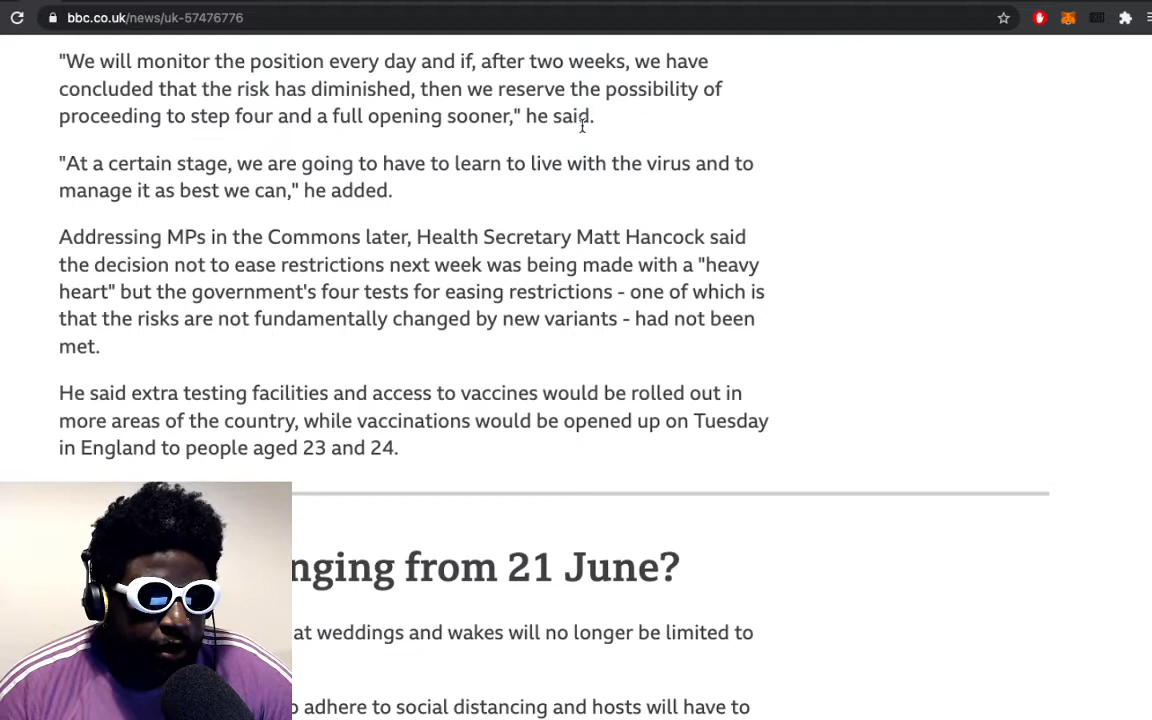 bbc.co.uk/news/uk-57476776
"We will monitor the position every day and if, after two weeks, we have
concluded that the risk has diminished, then we reserve the possibility of
proceeding to step four and a full opening sooner," he said.
"At a certain stage, we are going to have to learn to live with the virus and to
manage it as best we can," he added.
Addressing MPs in the Commons later, Health Secretary Matt Hancock said
the decision not to ease restrictions next week was being made with a "heavy
heart" but the government's four tests for easing restrictions - one of which is
that the risks are not fundamentally changed by new variants - had not been
met.
He said extra testing facilities and access to vaccines would be rolled out in
more areas of the country, while vaccinations would be opened up on Tuesday
in England to people aged 23 and 24.
nging from 21 June?
at weddings and wakes will no longer be limited to
adhere to social distancing and hosts will have to